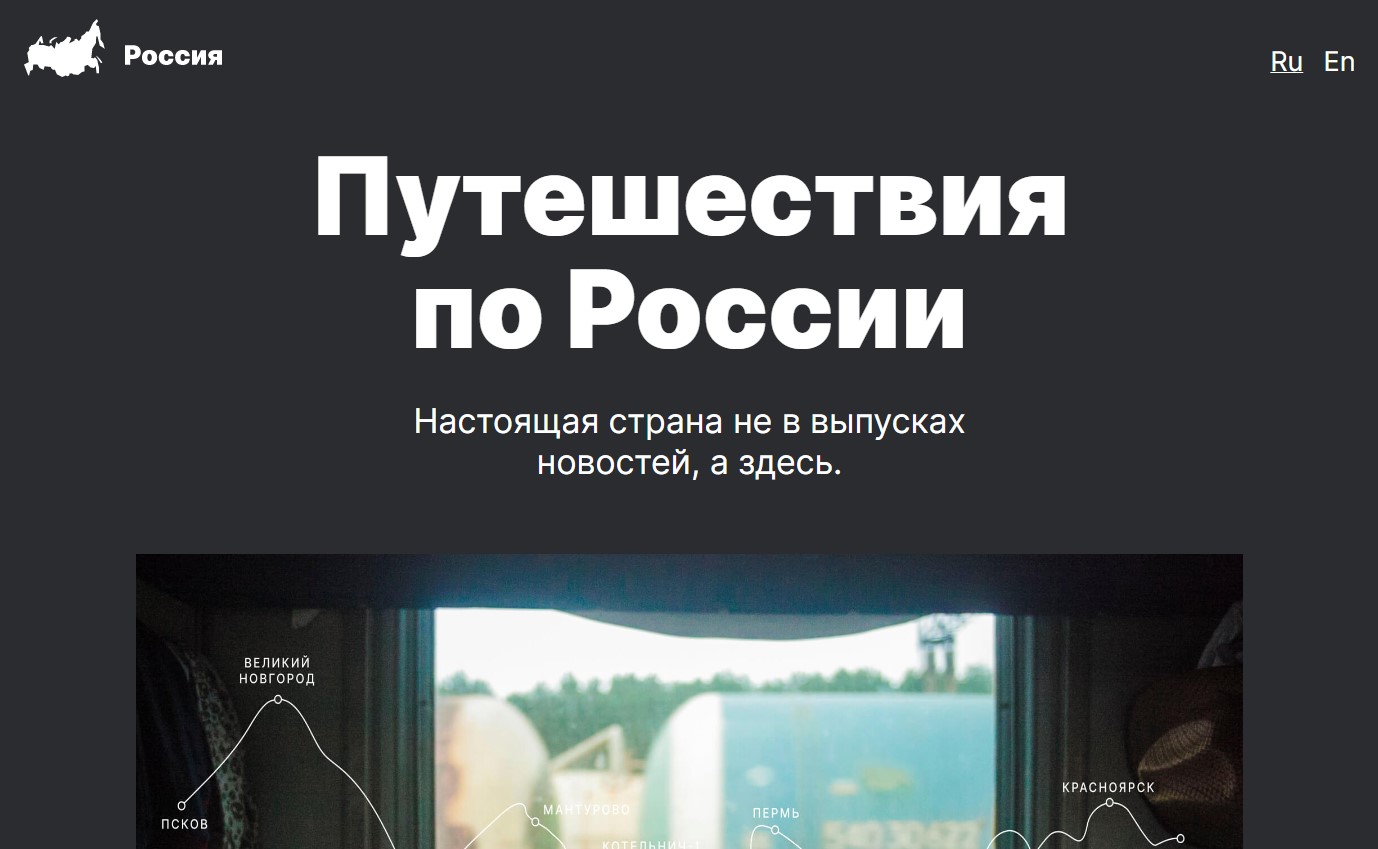 Россия
Ru En
Путешествия
по России
Настоящая страна не в выпусках
новостей, а здесь.
ВЕЛИКИЙ
НОВГОРОД
КРАСНОЯРСК
МАНТУРОВО
ПЕРМЬ
ПСКОВ
КОТЕЛЬНИЧ-1